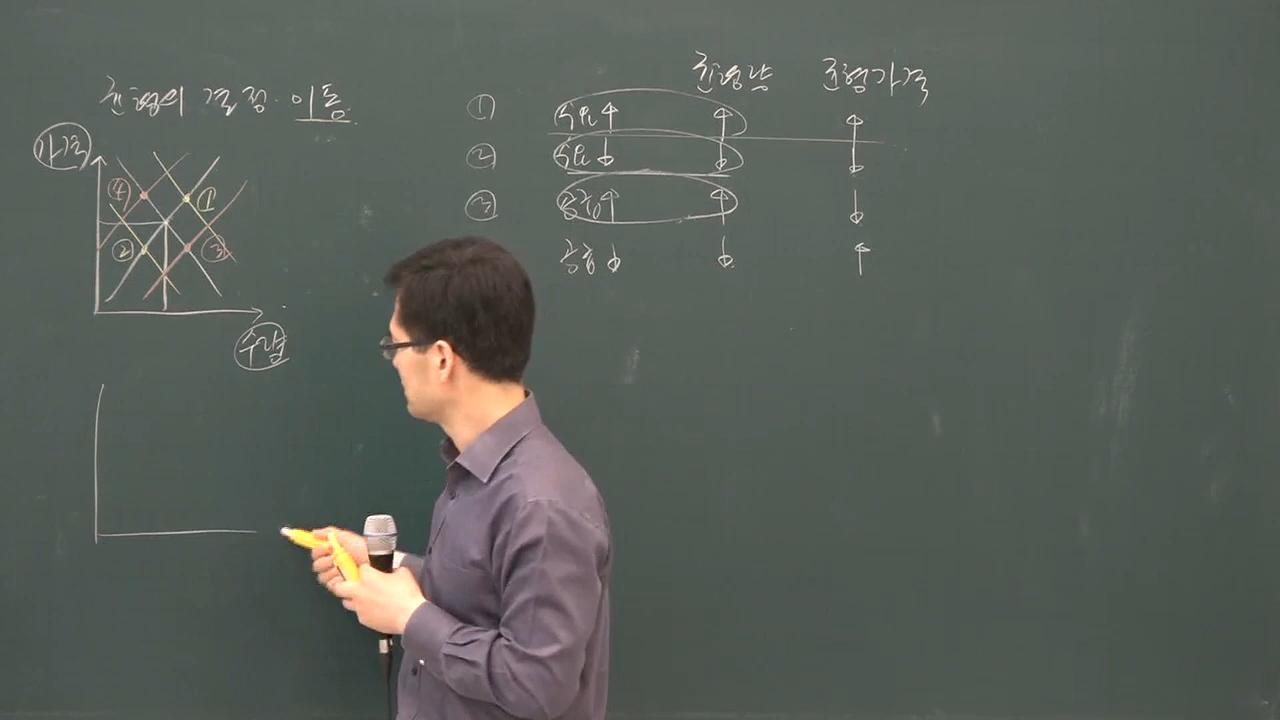 균형의 결정·이동
가격
④ ①
② ③
수량
균형량 균형가격
① 수요↑ ↑ ↑
② 수요↓ ↓ ↓
③ 공급↑ ↑ ↓
공급↓ ↓ ↑